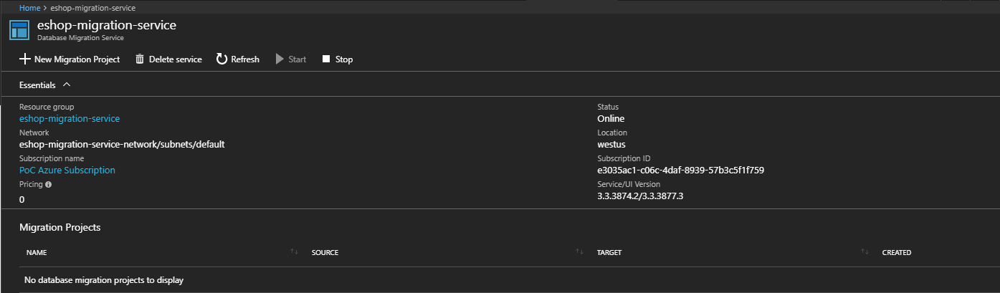 Home > eshop-migration-service
eshop-migration-service
Database Migration Service
New Migration Project Delete service Refresh Start Stop
Essentials
Resource group
eshop-migration-service
Network
eshop-migration-service-network/subnets/default
Subscription name
PoC Azure Subscription
Pricing
0
Status
Online
Location
westus
Subscription ID
e3035ac1-c06c-4daf-8939-57b3c5f1f759
Service/UI Version
3.3.3874.2/3.3.3877.3
Migration Projects
NAME SOURCE TARGET CREATED
No database migration projects to display